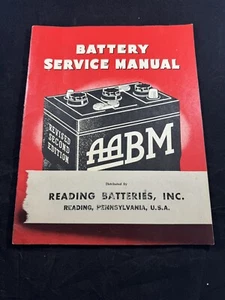 BATTERY
SERVICE MANUAL
REVISED
SECOND
EDITION
AABM
Distributed By
READING BATTERIES, INC.
READING, PENNSYLVANIA, U.S.A.